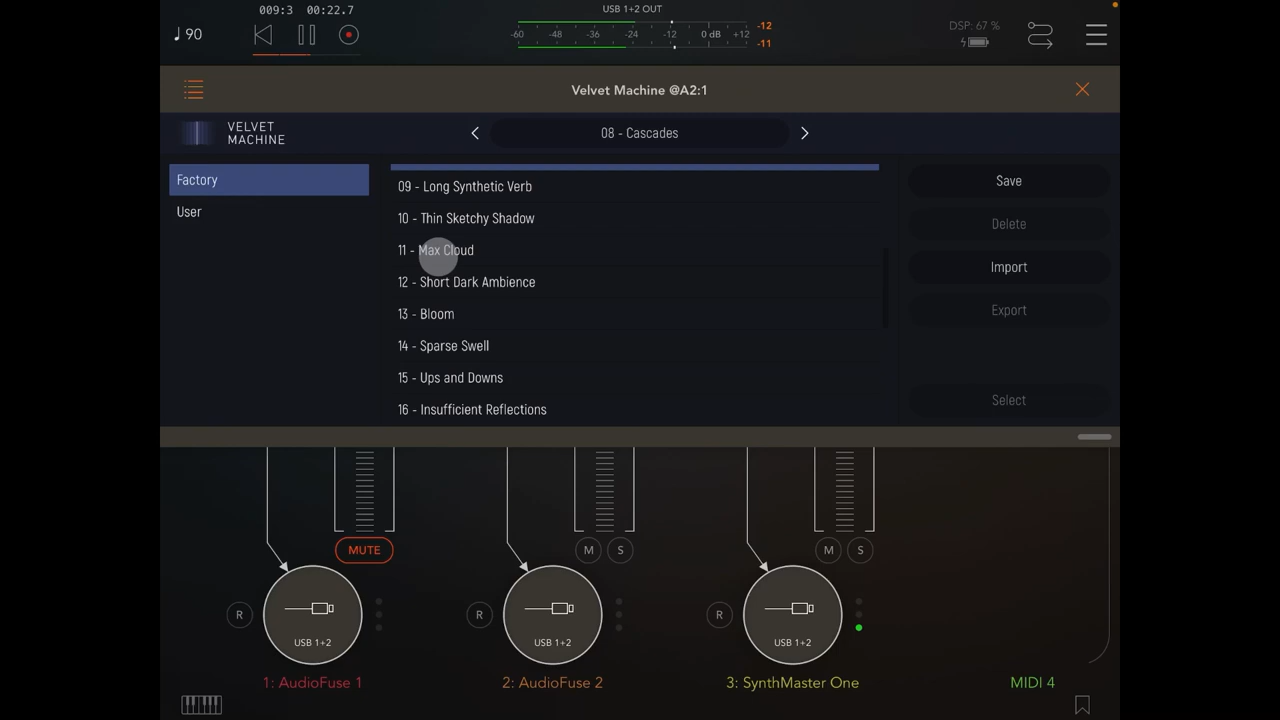 009:3 00:22.7
USB 1+2 OUT
♩ 90
-60 -48 -36 -24 -12 0 dB +12
-12
-11
DSP: 67 %
Velvet Machine @A2:1
VELVET
MACHINE
08 - Cascades
Factory
User
09 - Long Synthetic Verb
10 - Thin Sketchy Shadow
11 - Max Cloud
12 - Short Dark Ambience
13 - Bloom
14 - Sparse Swell
15 - Ups and Downs
16 - Insufficient Reflections
Save
Delete
Import
Export
Select
MUTE
M S
M S
R
R
R
USB 1+2
USB 1+2
USB 1+2
1: AudioFuse 1
2: AudioFuse 2
3: SynthMaster One
MIDI 4